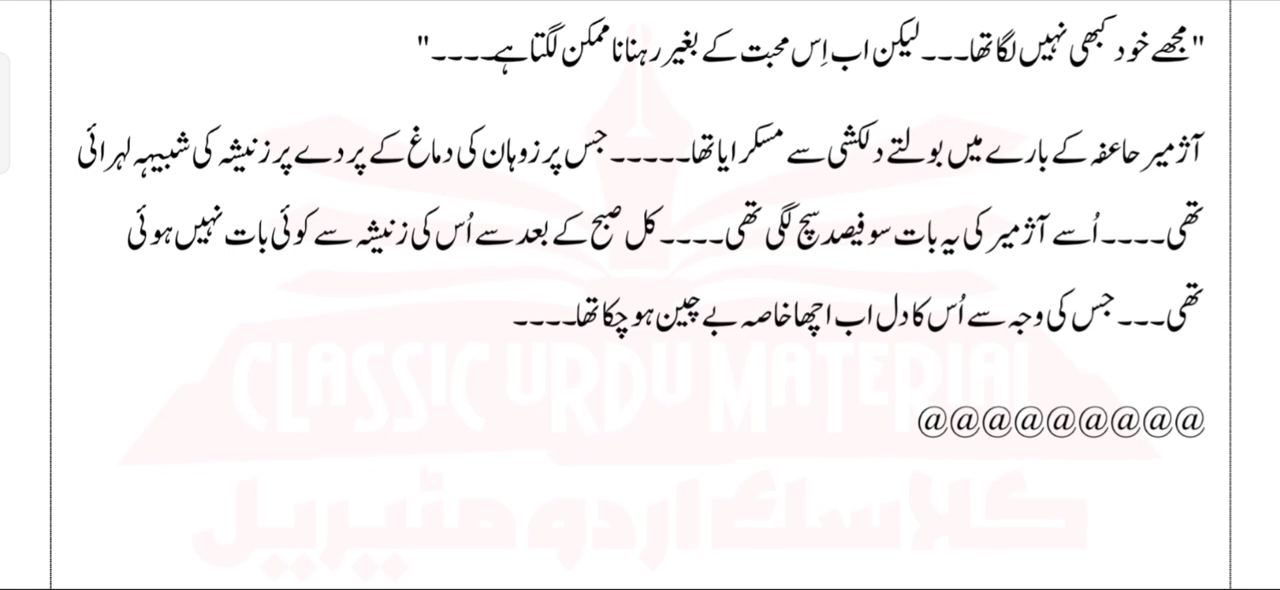 "مجھے خود کبھی نہیں لگا تھا۔۔۔ لیکن اب اِس محبت کے بغیر رہنا ناممکن لگتا ہے۔۔۔۔"
آژمیر حاعفہ کے بارے میں بولتے دلکشی سے مسکرایا تھا۔۔۔۔۔ جس پر زوہان کی دماغ کے پردے پر زنیشہ کی شبیہہ لہرائی
تھی۔۔۔۔ اُسے آژمیر کی یہ بات سو فیصد سچ لگی تھی۔۔۔۔ کل صبح کے بعد سے اُس کی زنیشہ سے کوئی بات نہیں ہوئی
تھی۔۔۔ جس کی وجہ سے اُس کا دل اب اچھا خاصہ بے چین ہو چکا تھا۔۔۔۔
CLASSIC URDU MATERIAL
@@@@@@@@@
کلاسک اردو مٹیریل